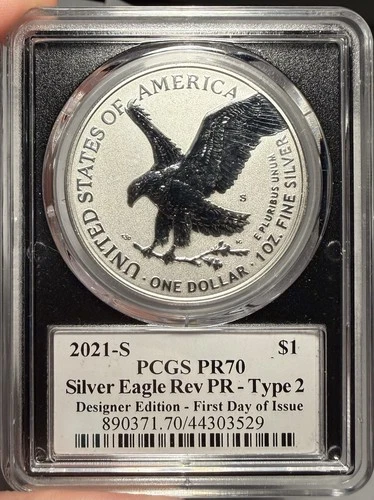 UNITED STATES OF AMERICA
S
E PLURIBUS UNUM
1 OZ. FINE SILVER
· ONE DOLLAR ·
2021-S $1
PCGS PR70
Silver Eagle Rev PR - Type 2
Designer Edition - First Day of Issue
890371.70/44303529